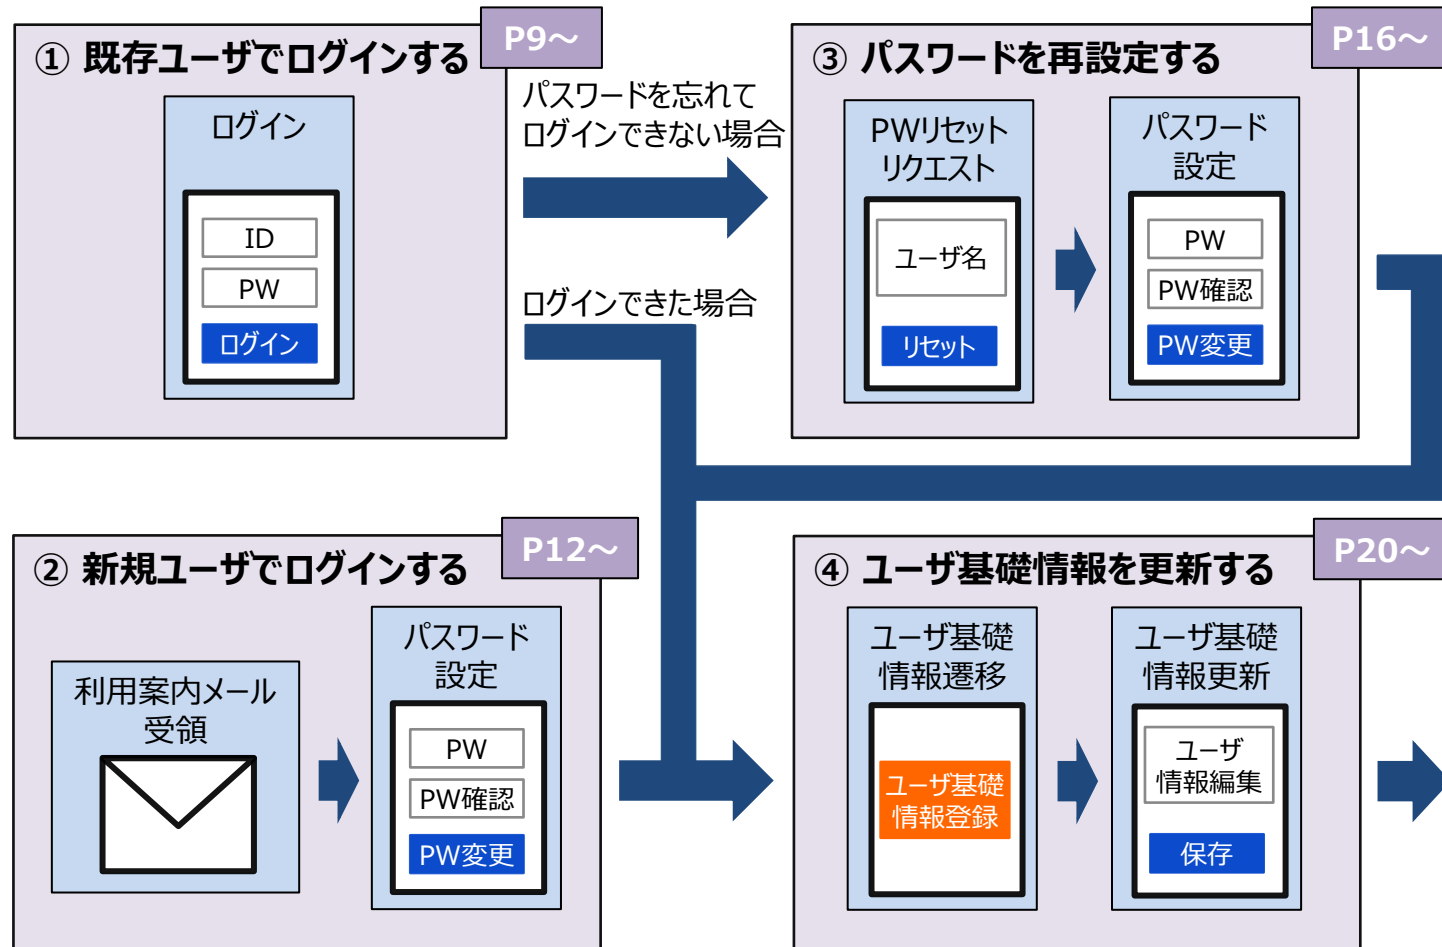 ① 既存ユーザでログインする
P9～
ログイン
ID
PW
ログイン
パスワードを忘れて
ログインできない場合
ログインできた場合
③ パスワードを再設定する
P16～
PWリセット
リクエスト
ユーザ名
リセット
パスワード
設定
PW
PW確認
PW変更
② 新規ユーザでログインする
P12～
利用案内メール
受領
パスワード
設定
PW
PW確認
PW変更
④ ユーザ基礎情報を更新する
P20～
ユーザ基礎
情報遷移
ユーザ基礎
情報登録
ユーザ基礎
情報更新
ユーザ
情報編集
保存